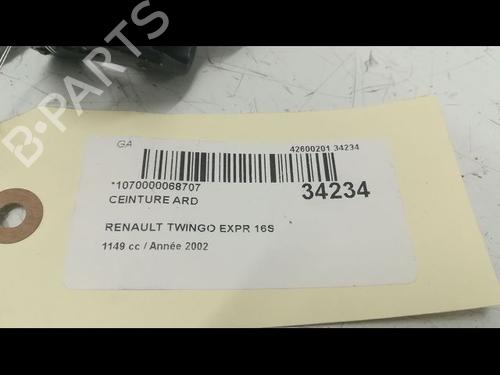 B-PARTS
GA
42600201 34234
*1070000068707
34234
CEINTURE ARD
RENAULT TWINGO EXPR 16S
1149 cc / Année 2002